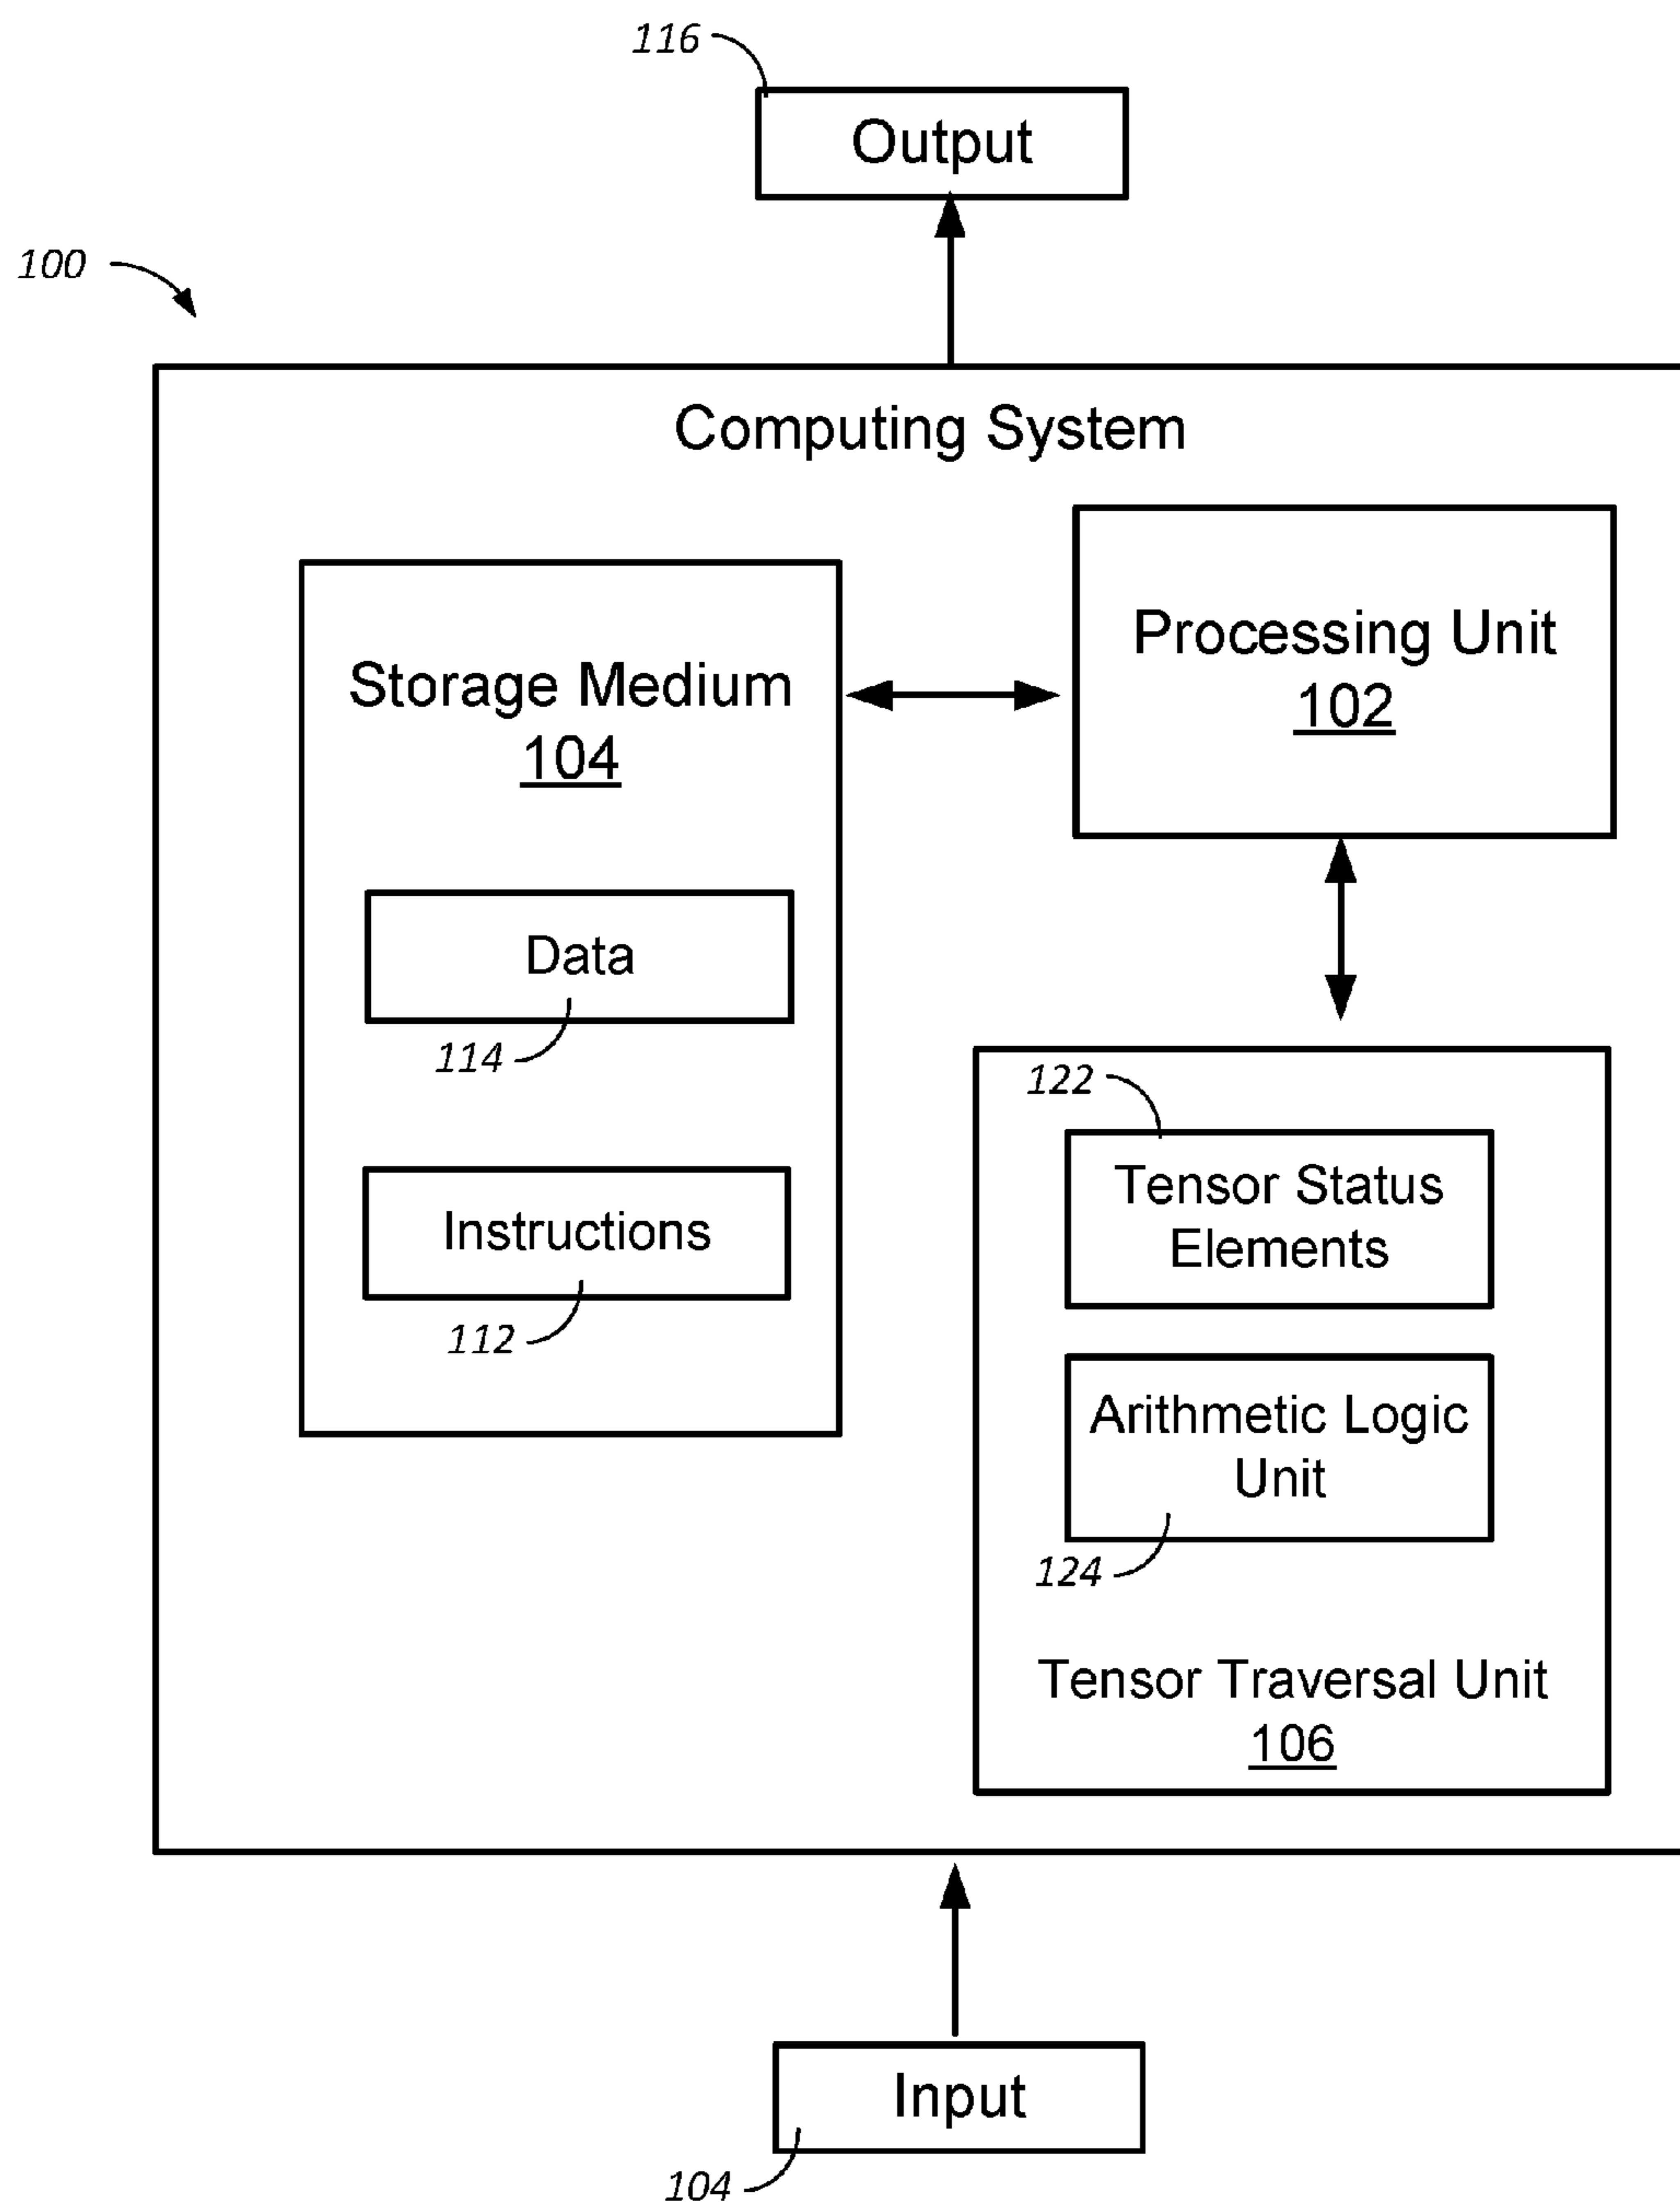 116
Output
100
Computing System
Processing Unit
102
Storage Medium
104
Data
114
Instructions
112
122
Tensor Status
Elements
Arithmetic Logic
Unit
124
Tensor Traversal Unit
106
Input
104